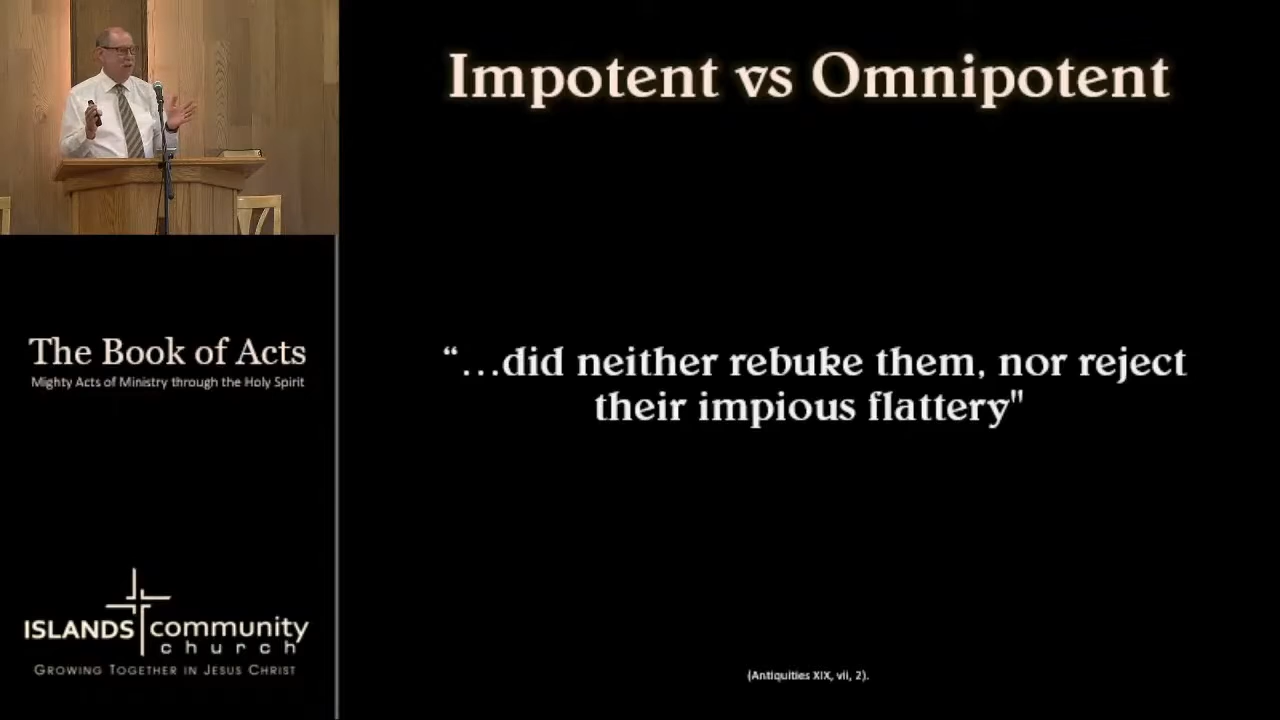 Impotent vs Omnipotent
“…did neither rebuke them, nor reject
their impious flattery"
(Antiquities XIX, vii, 2).
The Book of Acts
Mighty Acts of Ministry through the Holy Spirit
ISLANDS community
church
GROWING TOGETHER IN JESUS CHRIST